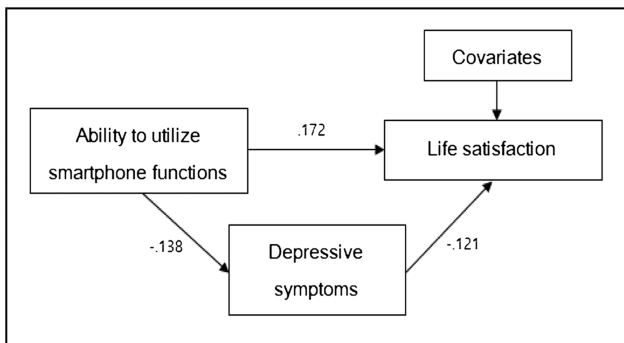 Covariates
Ability to utilize
smartphone functions
.172
Life satisfaction
-.138
Depressive
symptoms
-.121